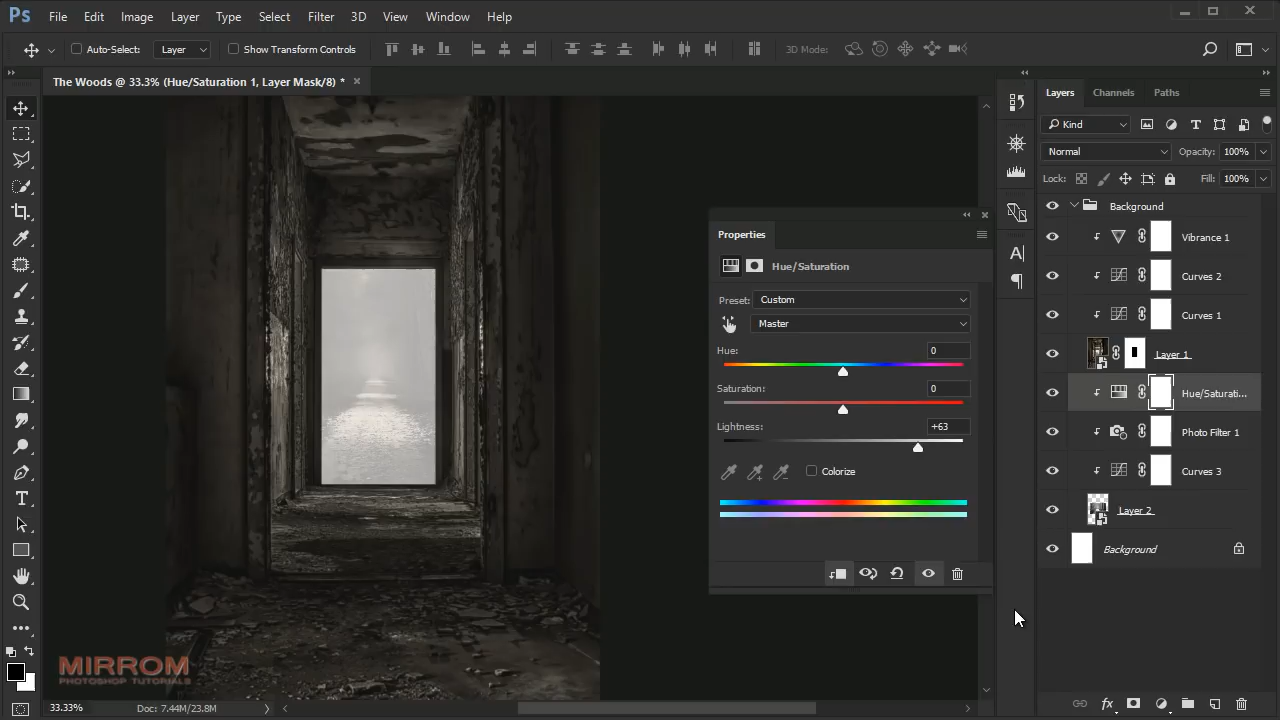 Ps File Edit Image Layer Type Select Filter 3D View Window Help
Auto-Select: Layer Show Transform Controls 3D Mode:
The Woods @ 33.3% (Hue/Saturation 1, Layer Mask/8) * ×
Layers Channels Paths
Kind
Normal Opacity: 100%
Lock: Fill: 100%
Background
Vibrance 1
Curves 2
Curves 1
Layer 1
Hue/Saturati...
Photo Filter 1
Curves 3
Layer 2
Background
Properties
Hue/Saturation
Preset: Custom
Master
Hue: 0
Saturation: 0
Lightness: +63
Colorize
MIRROM
PHOTOSHOP TUTORIALS
33.33% Doc: 7.44M/23.8M